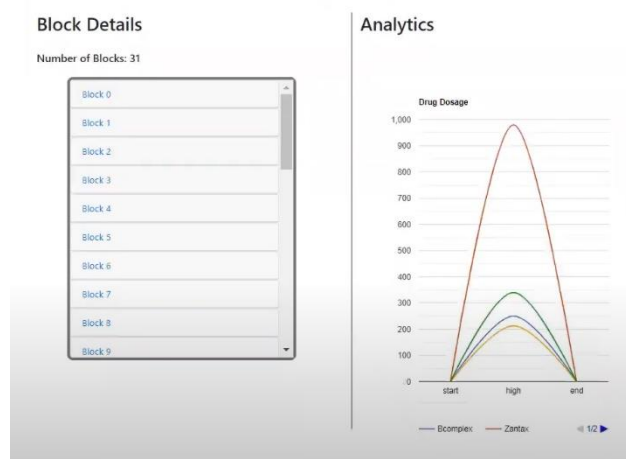 Block Details
Number of Blocks: 31
Block 0
Block 1
Block 2
Block 3
Block 4
Block 5
Block 6
Block 7
Block 8
Block 9
Analytics
Drug Dosage
1,000
900
800
700
600
500
400
300
200
100
0
start high end
Bcomplex Zantax 1/2